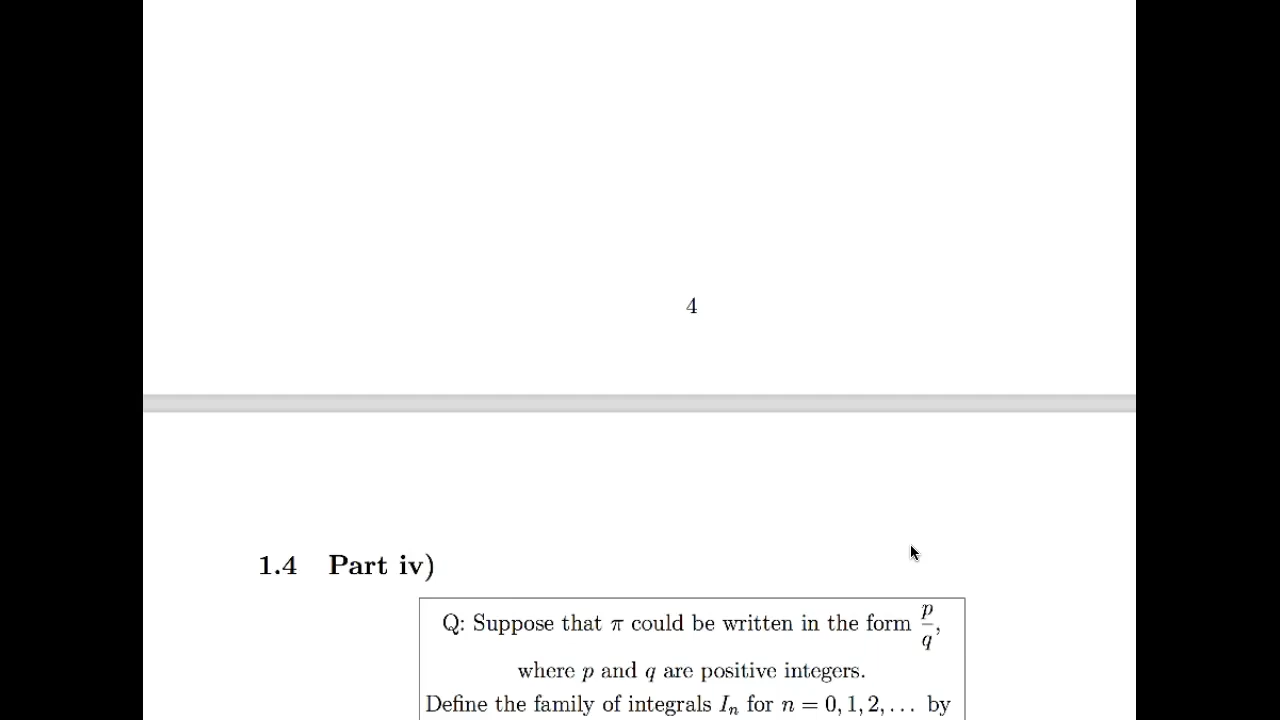 4
1.4 Part iv)
Q: Suppose that π could be written in the form p/q,
where p and q are positive integers.
Define the family of integrals Iₙ for n = 0, 1, 2, ... by